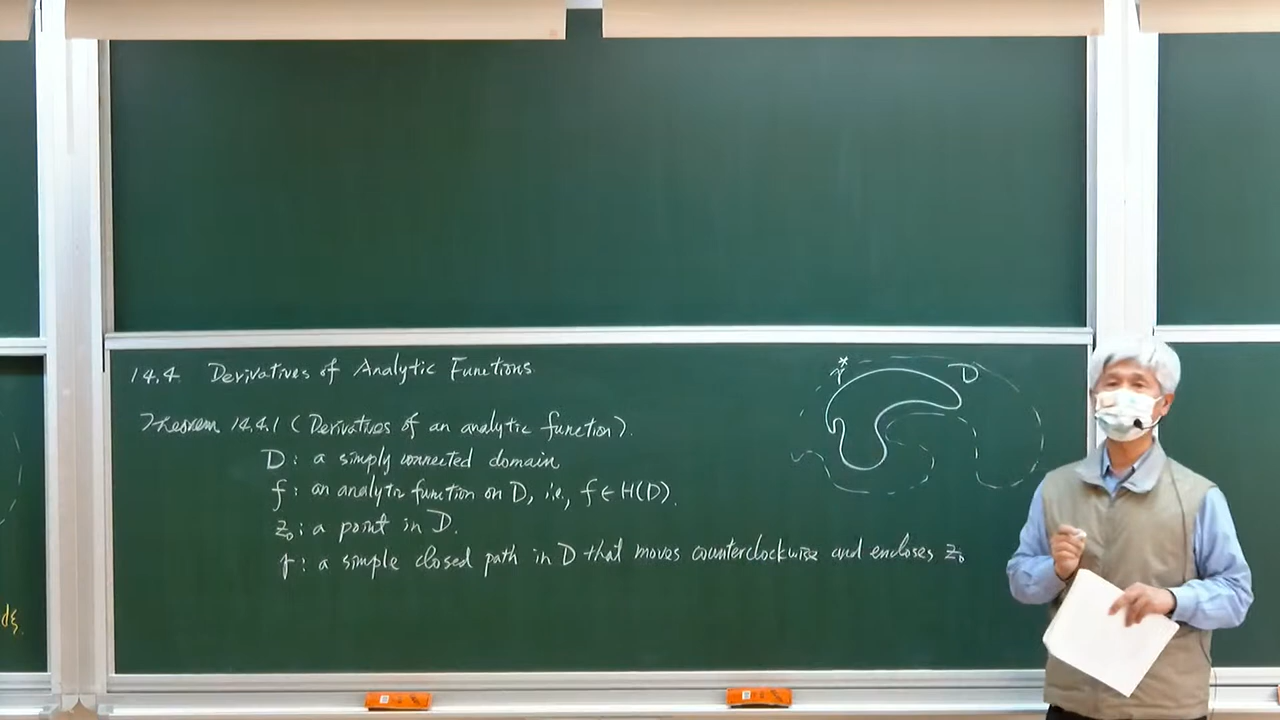 14.4 Derivatives of Analytic Functions
Theorem 14.4.1 (Derivatives of an analytic function).
D: a simply connected domain
f: an analytic function on D, i.e., f ∈ H(D).
z₀: a point in D.
γ: a simple closed path in D that moves counterclockwise and encloses z₀
γ*
D
dξ.